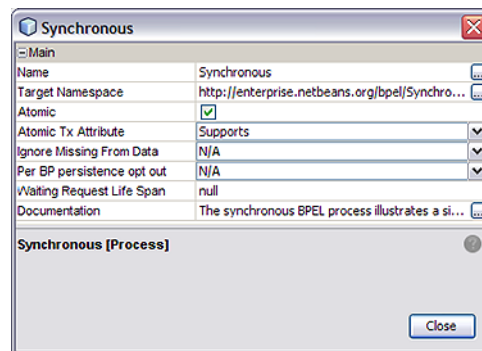 Synchronous
Main
Name Synchronous ...
Target Namespace http://enterprise.netbeans.org/bpel/Synchro... ...
Atomic
Atomic Tx Attribute Supports
Ignore Missing From Data N/A
Per BP persistence opt out N/A
Waiting Request Life Span null
Documentation The synchronous BPEL process illustrates a si... ...
Synchronous [Process]
?
Close